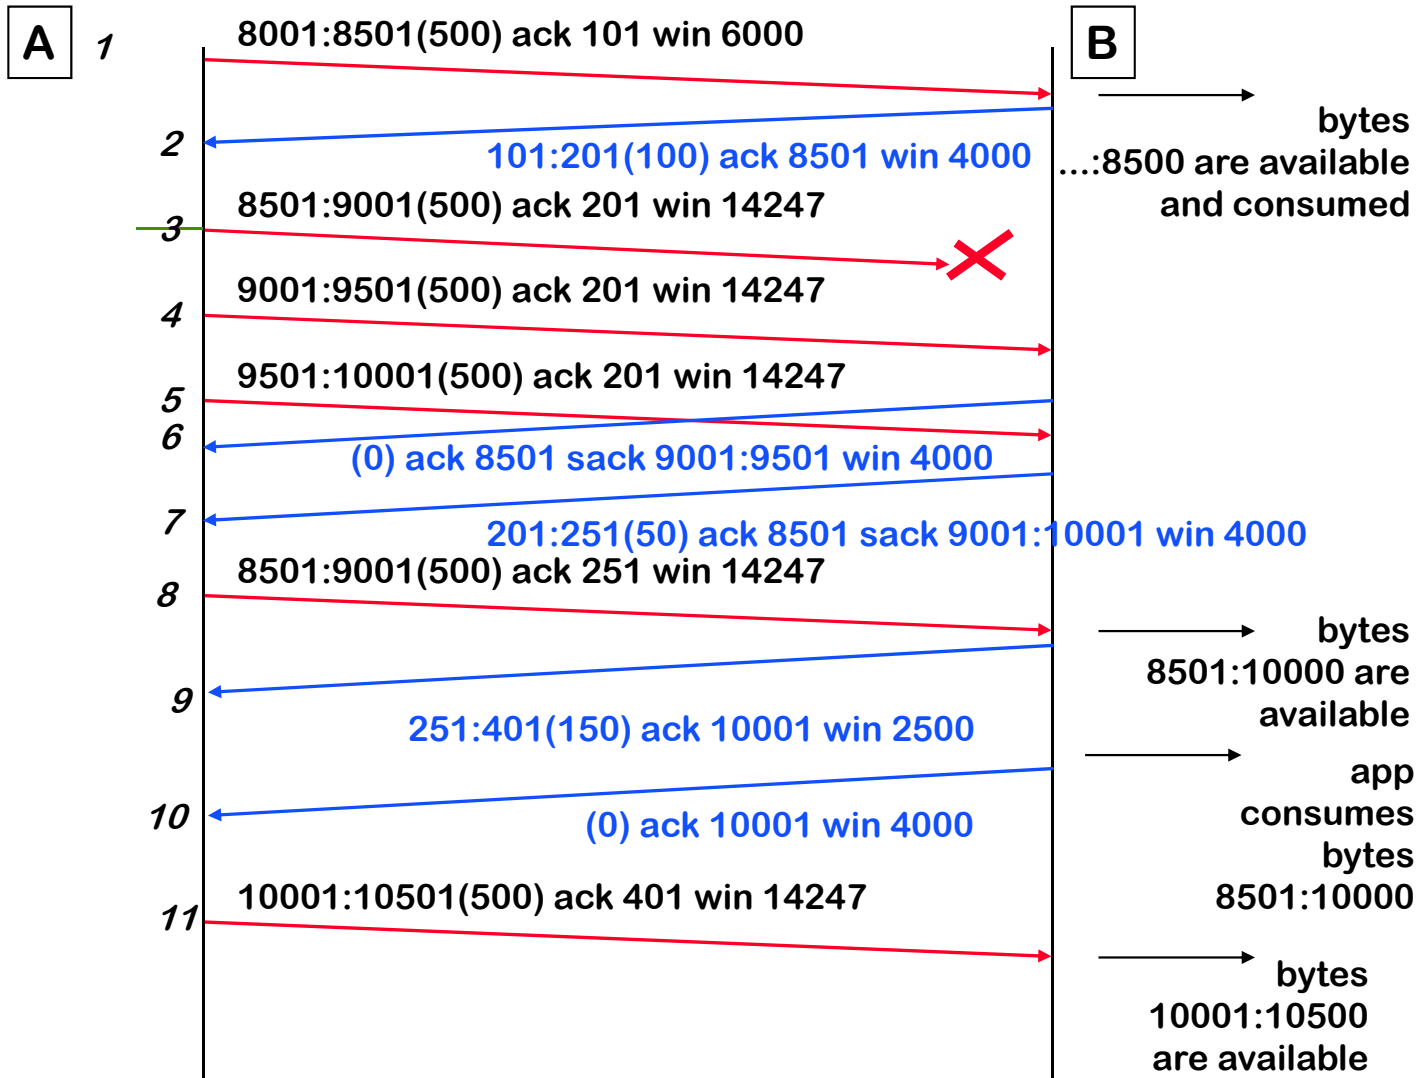 A
1
8001:8501(500) ack 101 win 6000
B
bytes
...:8500 are available
and consumed
2
101:201(100) ack 8501 win 4000
8501:9001(500) ack 201 win 14247
3
9001:9501(500) ack 201 win 14247
4
9501:10001(500) ack 201 win 14247
5
6
(0) ack 8501 sack 9001:9501 win 4000
7
201:251(50) ack 8501 sack 9001:10001 win 4000
8501:9001(500) ack 251 win 14247
8
bytes
8501:10000 are
available
9
251:401(150) ack 10001 win 2500
app
consumes
bytes
8501:10000
10
(0) ack 10001 win 4000
10001:10501(500) ack 401 win 14247
11
bytes
10001:10500
are available